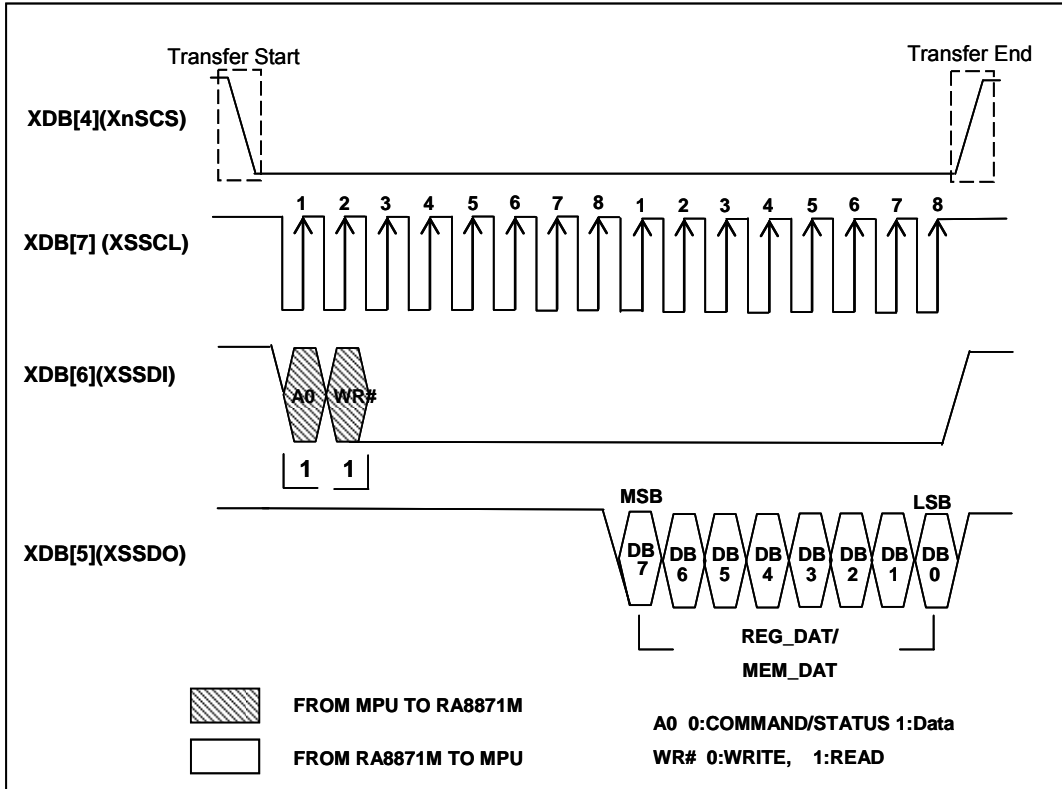 Transfer Start
Transfer End
XDB[4](XnSCS)
1 2 3 4 5 6 7 8 1 2 3 4 5 6 7 8
XDB[7] (XSSCL)
XDB[6](XSSDI)
A0 WR#
1 1
MSB
LSB
XDB[5](XSSDO)
DB 7 DB 6 DB 5 DB 4 DB 3 DB 2 DB 1 DB 0
REG_DAT/
MEM_DAT
FROM MPU TO RA8871M
A0 0:COMMAND/STATUS 1:Data
FROM RA8871M TO MPU
WR# 0:WRITE, 1:READ